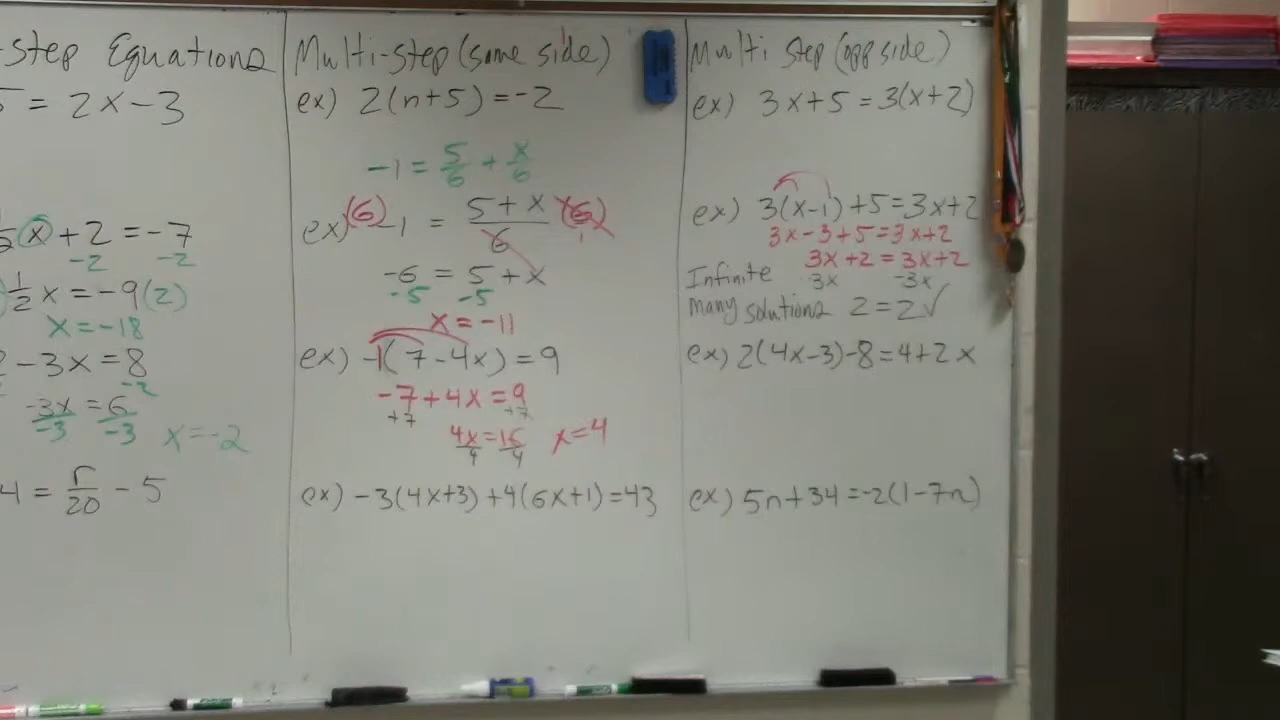 -step Equations
= 2x-3
x + 2 = -7
-2 -2
1/2 x = -9(2)
x = -18
- 3x = 8
-2
-3x/-3 = 6/-3 x = -2
4 = r/20 - 5
Multi-step (same side)
ex) 2(n+5) = -2
-1 = 5/6 + x/6
ex) (6) -1 = 5+x/6 (6)
-6 = 5 + x
-5 -5
x = -11
ex) -1(7-4x) = 9
-7+4x = 9
+7 +7
4x/4 = 16/4 x=4
ex) -3(4x+3) + 4(6x+1) = 43
Multi Step (opp side)
ex) 3x+5 = 3(x+2)
ex) 3(x-1)+5 = 3x+2
3x-3+5 = 3x+2
3x+2 = 3x+2
Infinite -3x -3x
many solutions 2 = 2 ✓
ex) 2(4x-3)-8 = 4+2x
ex) 5n+34 = -2(1-7n)